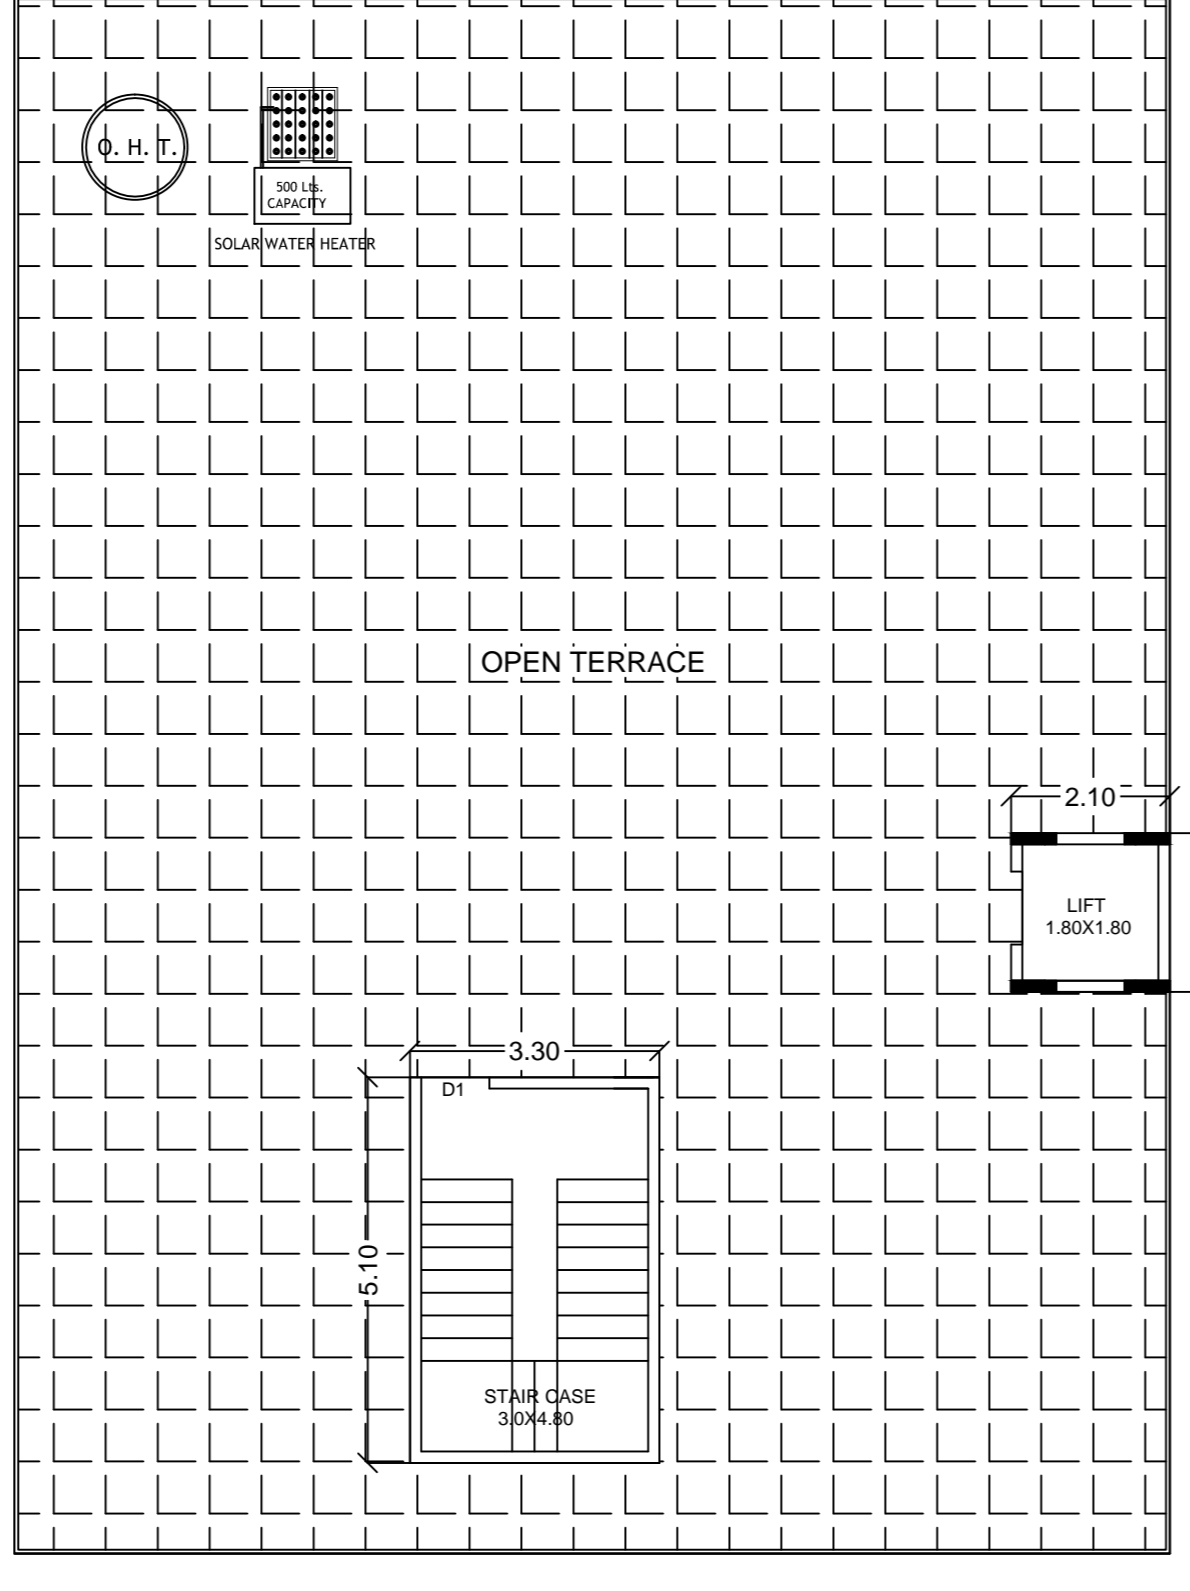 O. H. T.
500 Lts.
CAPACITY
SOLAR WATER HEATER
OPEN TERRACE
2.10
LIFT
1.80X1.80
3.30
D1
5.10
STAIR CASE
3.0X4.80